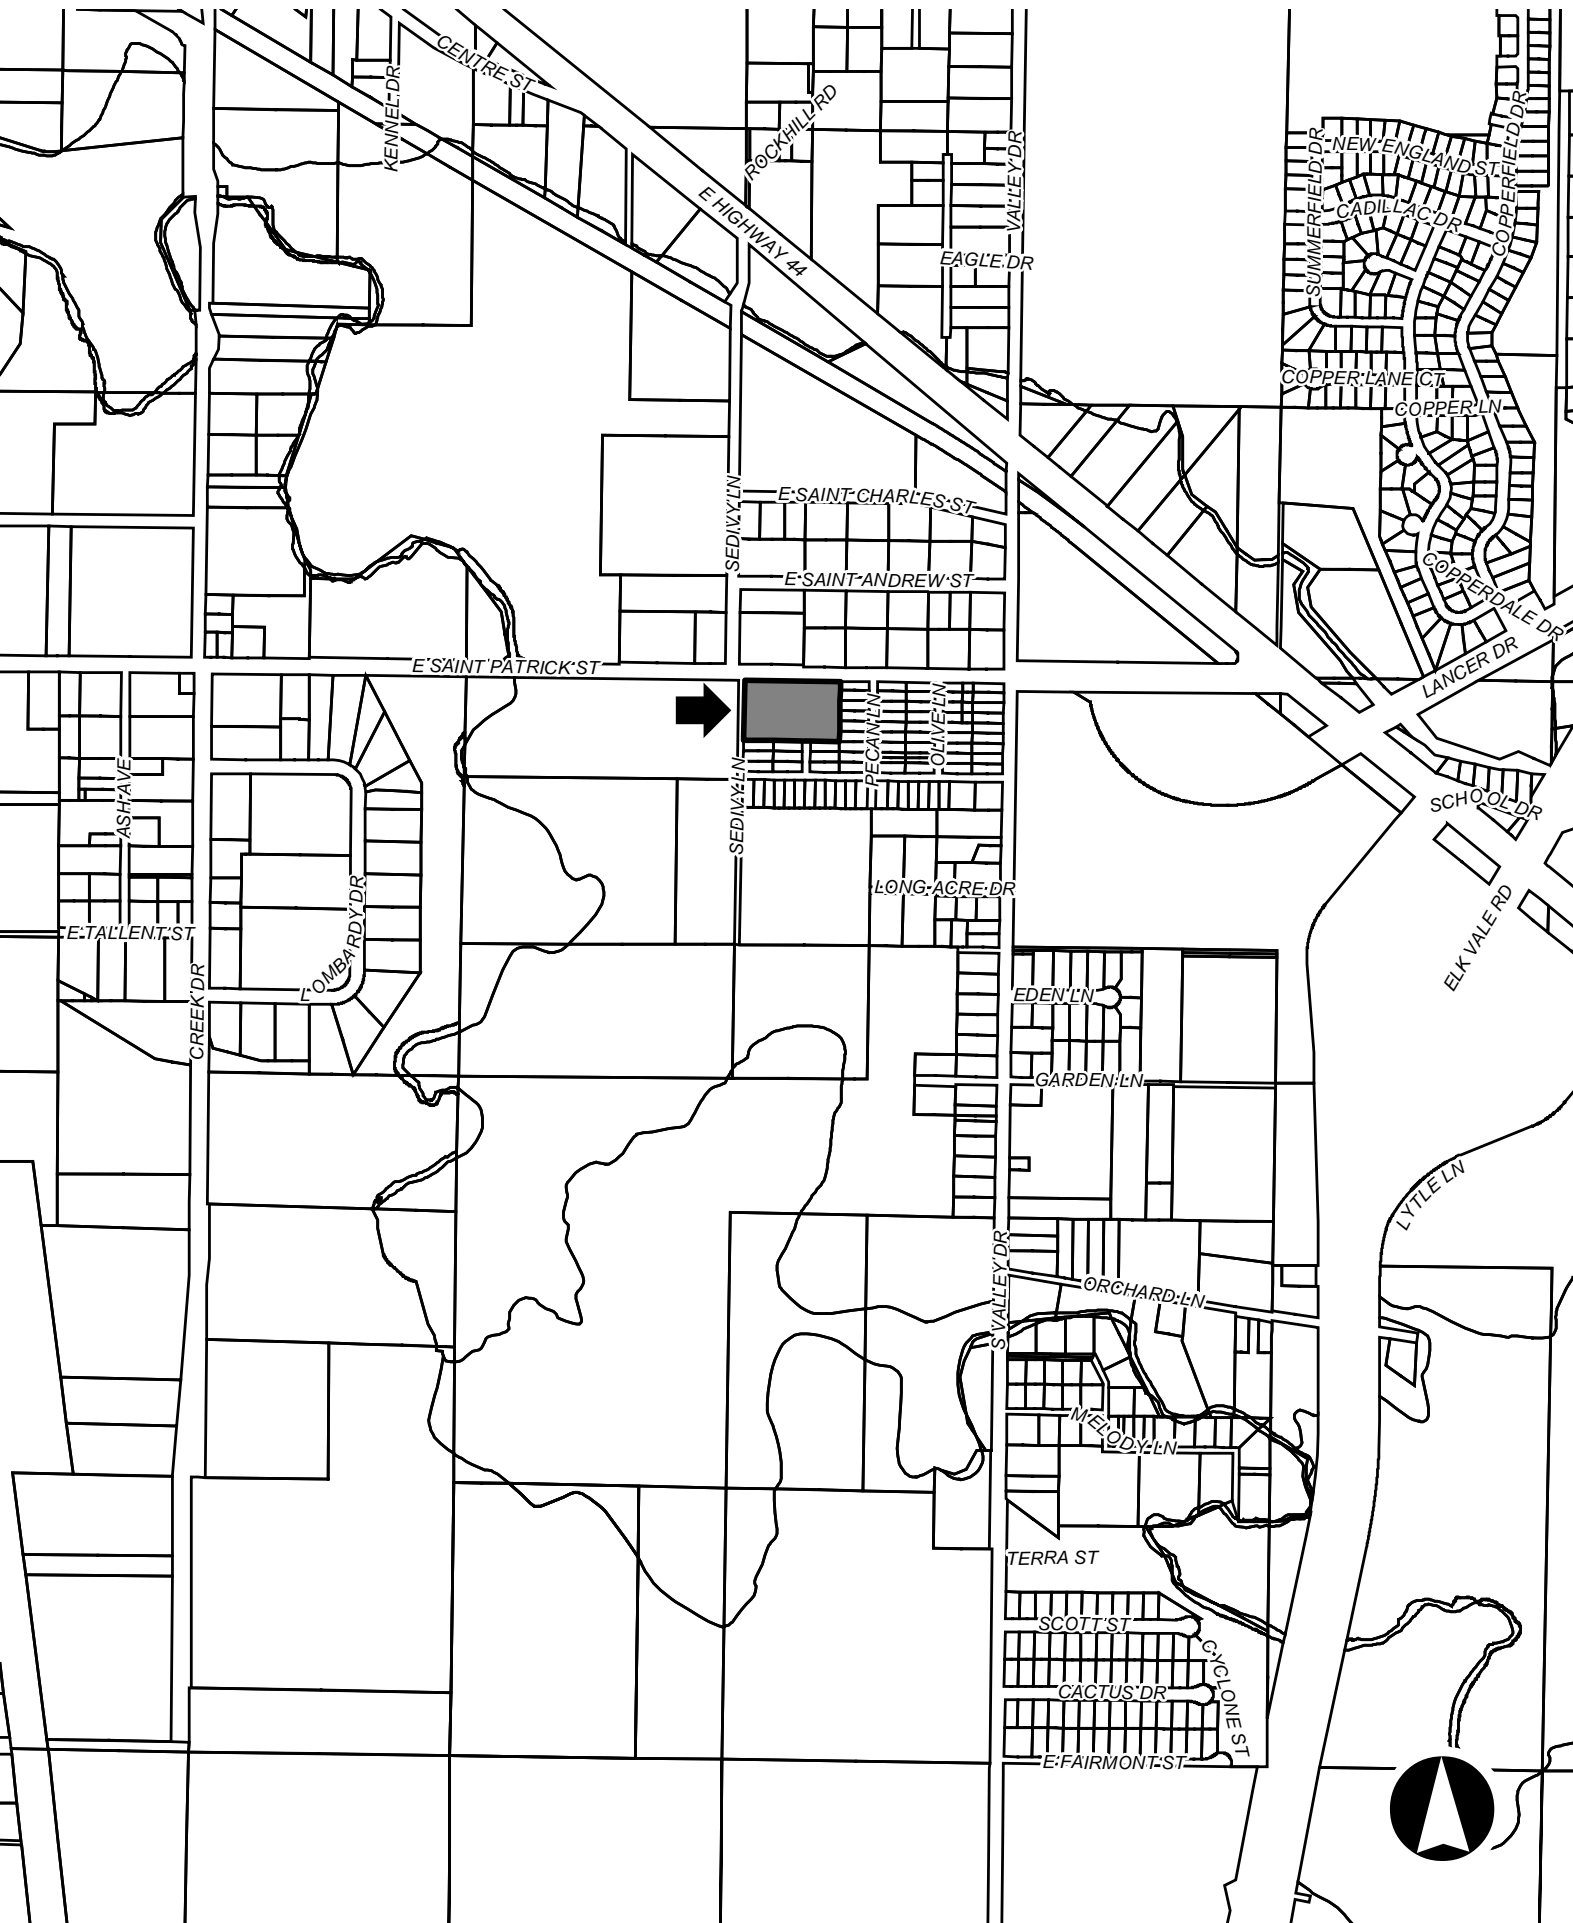 CENTRE ST
KENNEL DR
ROCKHILL RD
COPPERFIELD DR
NEW ENGLAND ST
SUMMERFIELD DR
VALLEY DR
E HIGHWAY 44
CADILLAC DR
COPPERFIELD DR
EAGLE DR
COPPER LANE CT
COPPER LN
E SAINT CHARLES ST
SEDIVY LN
E SAINT ANDREW ST
COPPERDALE DR
E SAINT PATRICK ST
LANCER DR
PECAN LN
OLIVE LN
ASH AVE
SEDIVY LN
SCHOOL DR
LONG ACRE DR
LOMBARDY DR
E TALLENT ST
ELK VALE RD
CREEK DR
EDEN LN
GARDEN LN
LYTLE LN
S VALLEY DR
ORCHARD LN
MELODY LN
TERRA ST
SCOTT ST
CYCLONE ST
CACTUS DR
E FAIRMONT ST